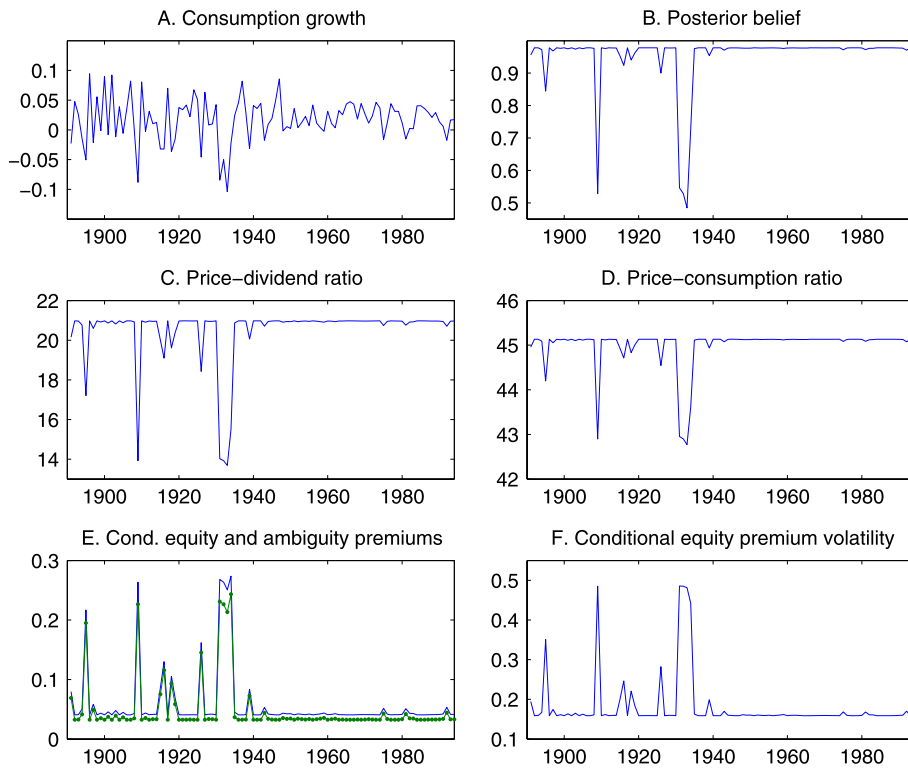 A. Consumption growth
0.1
0.05
0
−0.05
−0.1
1900 1920 1940 1960 1980
B. Posterior belief
0.9
0.8
0.7
0.6
0.5
1900 1920 1940 1960 1980
C. Price−dividend ratio
22
20
18
16
14
1900 1920 1940 1960 1980
D. Price−consumption ratio
46
45
44
43
42
1900 1920 1940 1960 1980
E. Cond. equity and ambiguity premiums
0.3
0.2
0.1
0
1900 1920 1940 1960 1980
F. Conditional equity premium volatility
0.5
0.4
0.3
0.2
0.1
1900 1920 1940 1960 1980